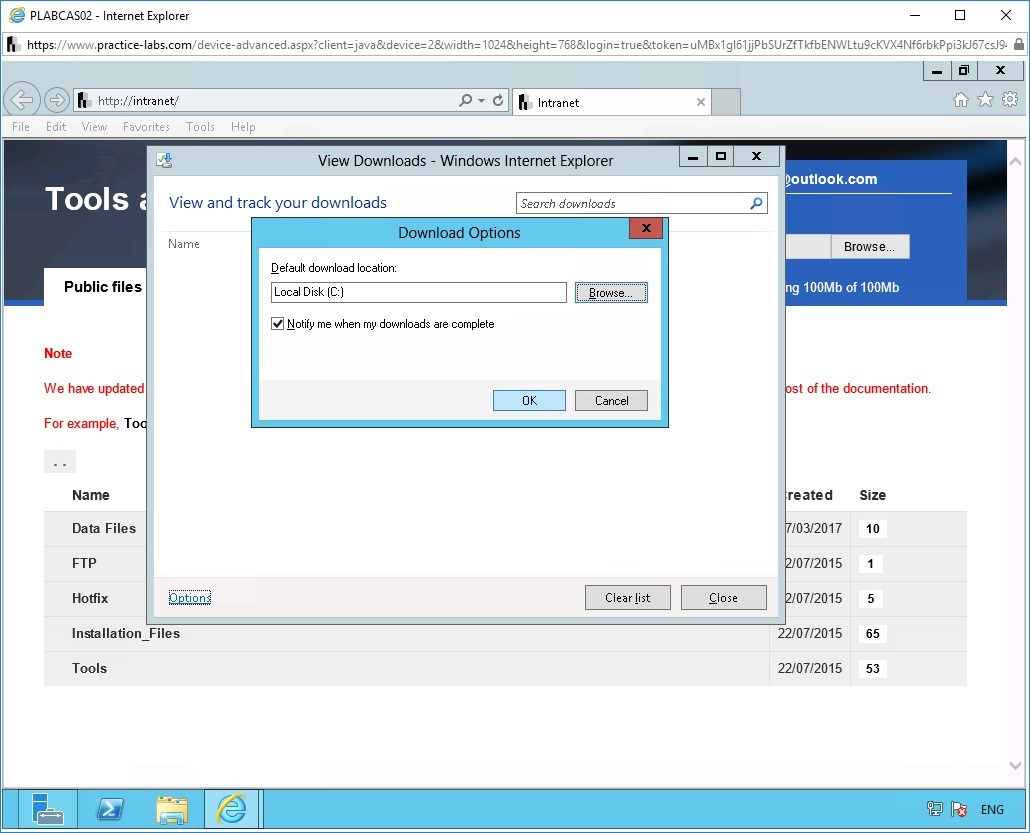 PLABCAS02 - Internet Explorer
https://www.practice-labs.com/device-advanced.aspx?client=java&device=2&width=1024&height=768&login=true&token=
http://intranet/
Intranet
File Edit View Favorites Tools Help
View Downloads - Windows Internet Explorer
Tools
@outlook.com
View and track your downloads
Search downloads
Name
Download Options
Browse...
Default download location:
Local Disk (C:)
Browse...
Public files
ng 100Mb of 100Mb
Notify me when my downloads are complete
Note
We have updated
ost of the documentation.
OK
Cancel
For example, Too
. .
Name
reated
Size
Data Files
7/03/2017
10
FTP
2/07/2015
1
Hotfix
2/07/2015
5
Options
Clear list
Close
Installation_Files
22/07/2015
65
Tools
22/07/2015
53
ENG